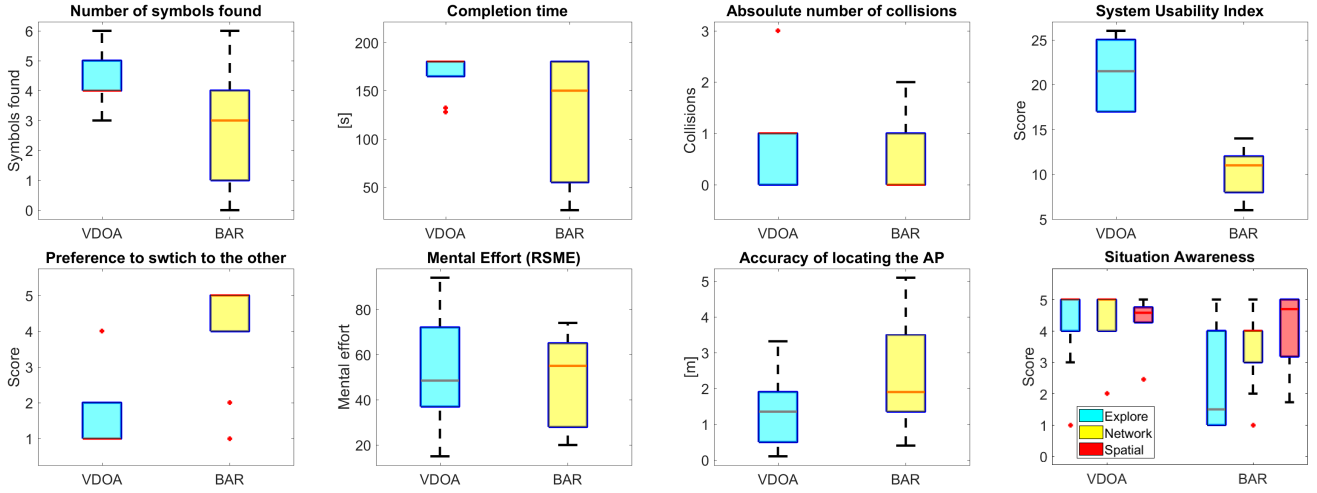 Number of symbols found
Symbols found
6
5
4
3
2
1
0
VDOA BAR
Completion time
[s]
200
150
100
50
VDOA BAR
Absoulute number of collisions
Collisions
3
2
1
0
VDOA BAR
System Usability Index
Score
25
20
15
10
5
VDOA BAR
Preference to swtich to the other
Score
5
4
3
2
1
VDOA BAR
Mental Effort (RSME)
Mental effort
80
60
40
20
VDOA BAR
Accuracy of locating the AP
[m]
5
4
3
2
1
0
VDOA BAR
Situation Awareness
Score
5
4
3
2
1
0
Explore
Network
Spatial
VDOA BAR